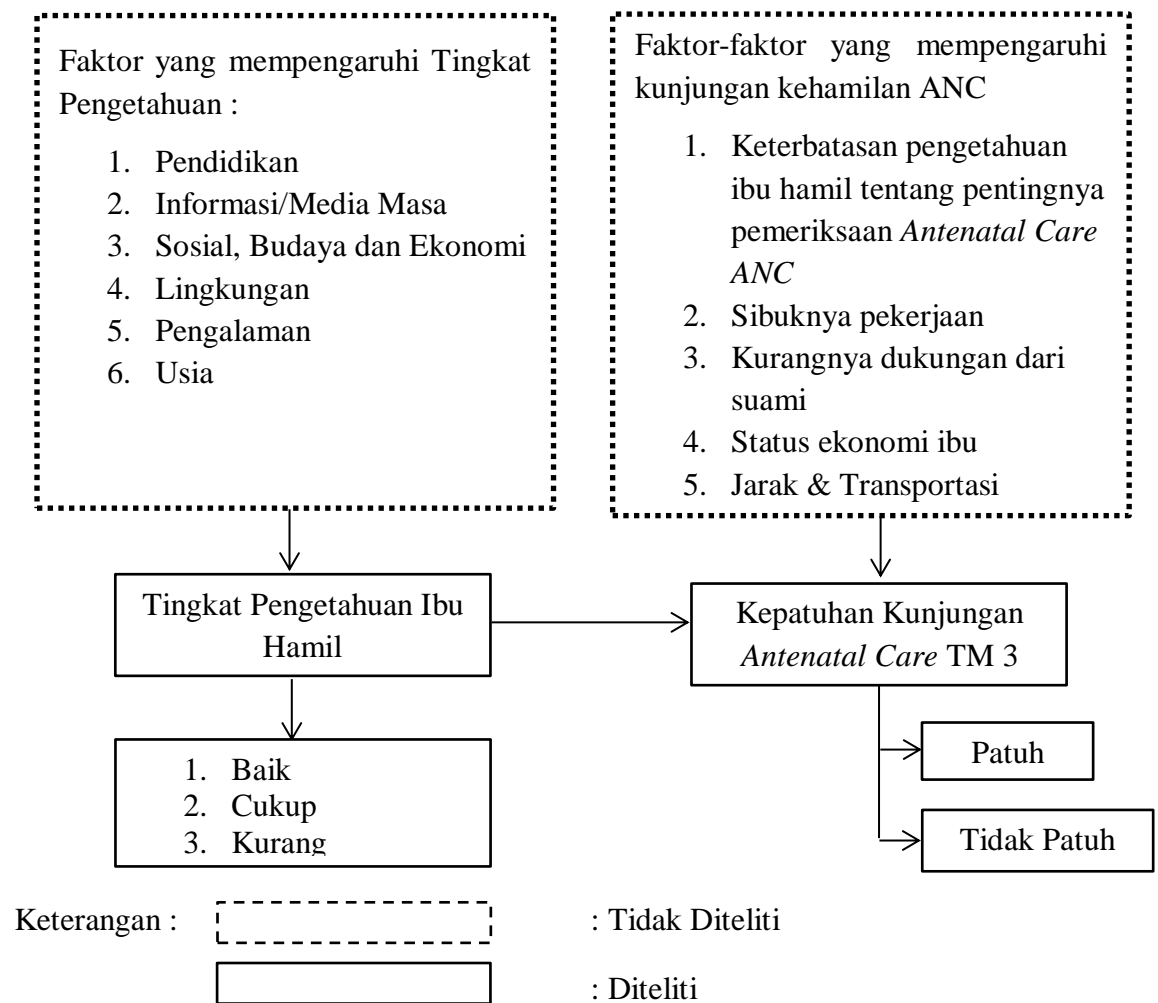 Faktor yang mempengaruhi Tingkat
Pengetahuan :
1. Pendidikan
2. Informasi/Media Masa
3. Sosial, Budaya dan Ekonomi
4. Lingkungan
5. Pengalaman
6. Usia
Faktor-faktor yang mempengaruhi
kunjungan kehamilan ANC
1. Keterbatasan pengetahuan
ibu hamil tentang pentingnya
pemeriksaan Antenatal Care
ANC
2. Sibuknya pekerjaan
3. Kurangnya dukungan dari
suami
4. Status ekonomi ibu
5. Jarak & Transportasi
Tingkat Pengetahuan Ibu
Hamil
Kepatuhan Kunjungan
Antenatal Care TM 3
1. Baik
2. Cukup
3. Kurang
Patuh
Tidak Patuh
Keterangan :
: Tidak Diteliti
: Diteliti